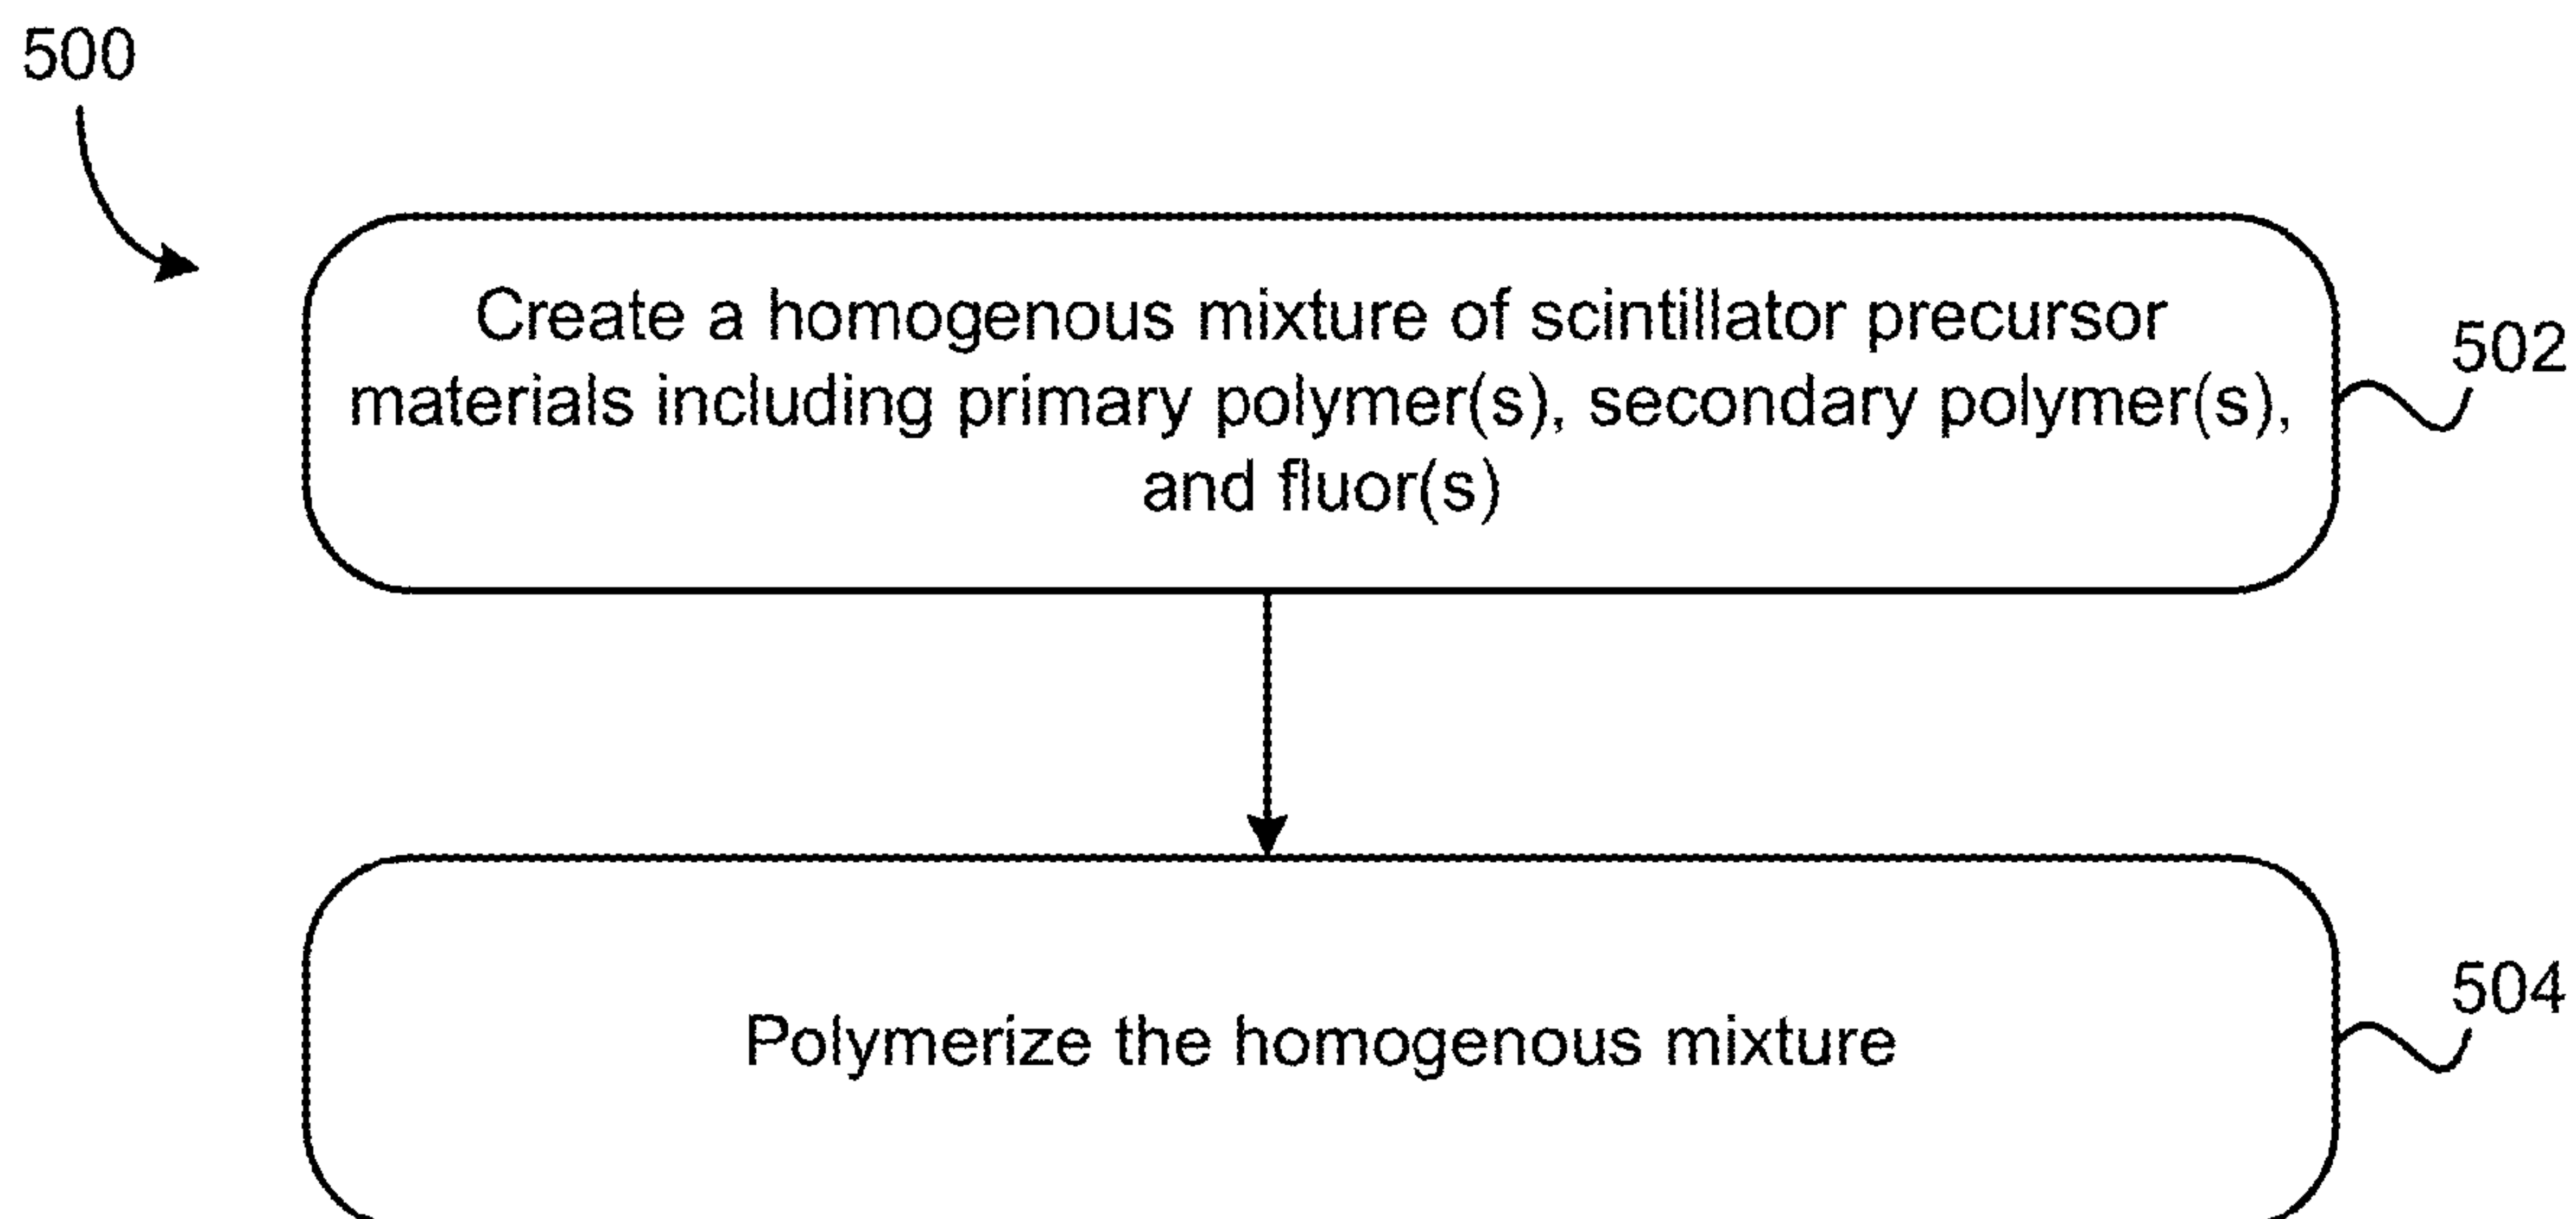 500
Create a homogenous mixture of scintillator precursor
materials including primary polymer(s), secondary polymer(s),
and fluor(s)
502
Polymerize the homogenous mixture
504